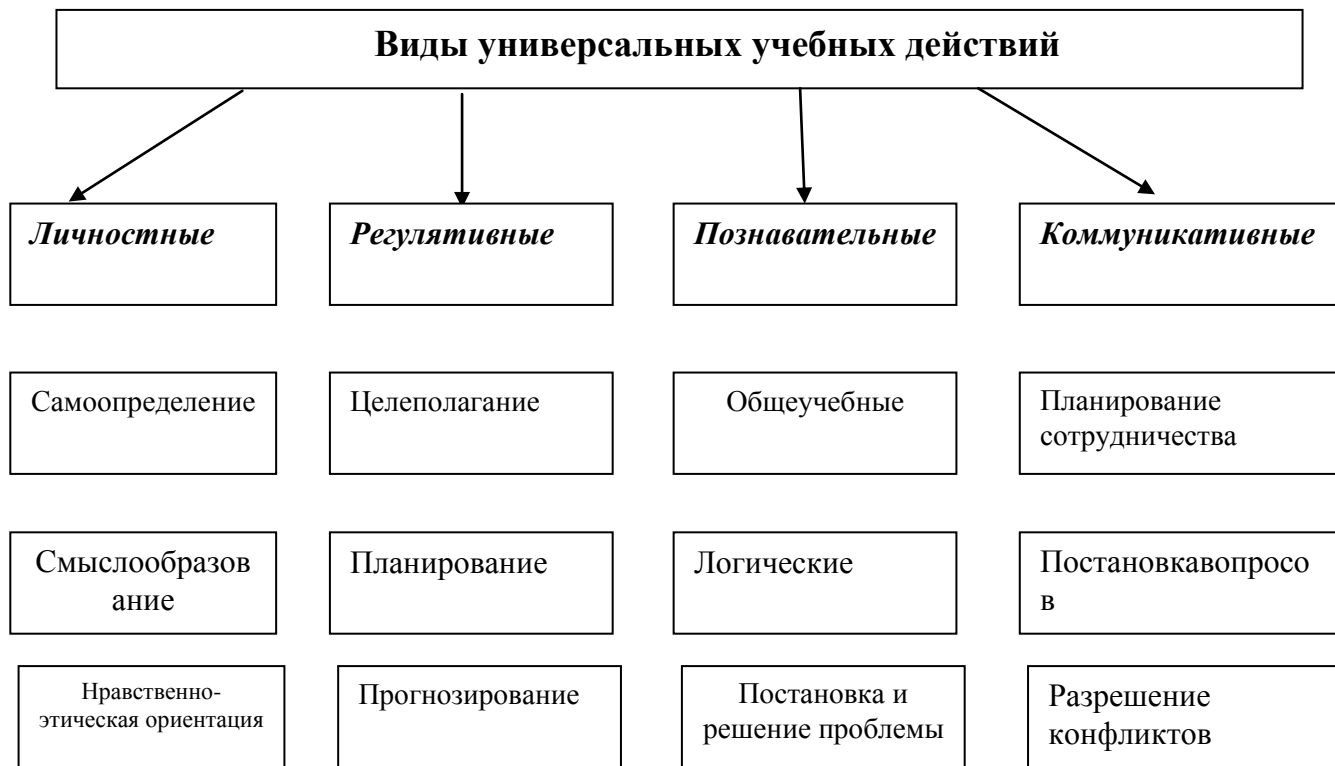 Виды универсальных учебных действий
Личностные
Регулятивные
Познавательные
Коммуникативные
Самоопределение
Целеполагание
Общеучебные
Планирование
сотрудничества
Смыслообразов
ание
Планирование
Логические
Постановкавопросо
в
Нравственно-
этическая ориентация
Прогнозирование
Постановка и
решение проблемы
Разрешение
конфликтов